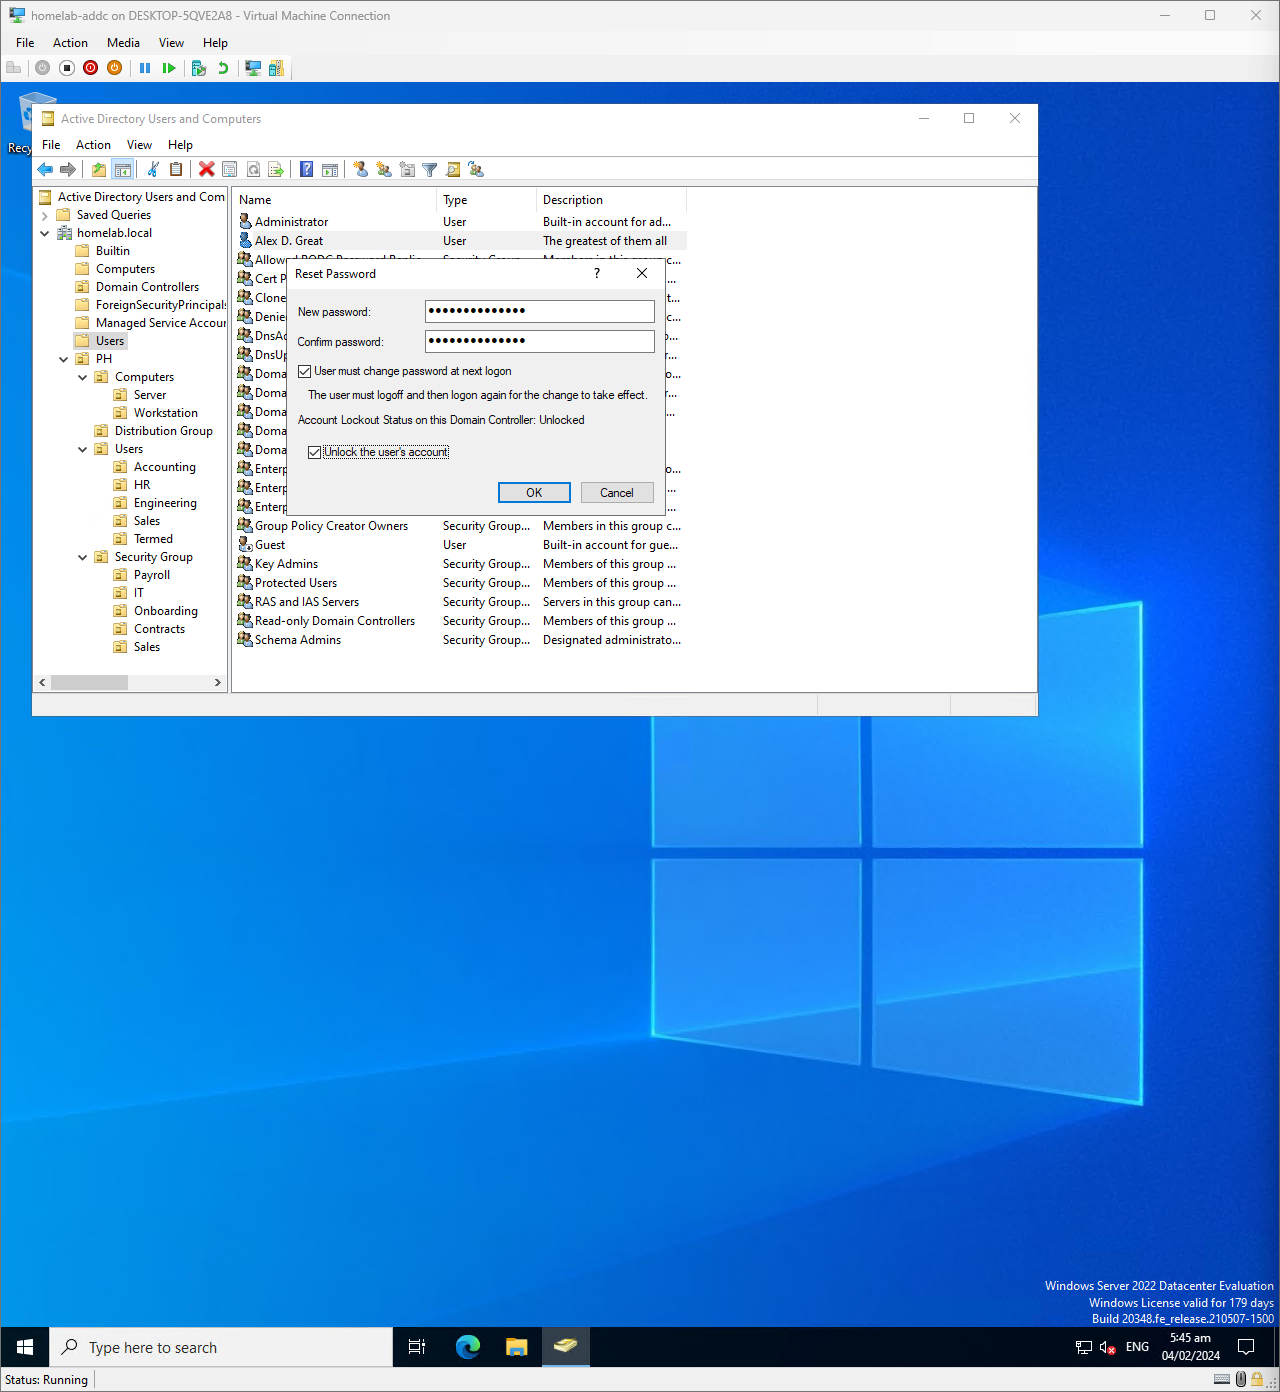 homelab-addc on DESKTOP-5QVE2A8 - Virtual Machine Connection
File Action Media View Help
Recy
Active Directory Users and Computers
File Action View Help
Active Directory Users and Com
Saved Queries
homelab.local
Builtin
Computers
Domain Controllers
ForeignSecurityPrincipals
Managed Service Accour
Users
PH
Computers
Server
Workstation
Distribution Group
Users
Accounting
HR
Engineering
Sales
Termed
Security Group
Payroll
IT
Onboarding
Contracts
Sales
Name Type Description
Administrator User Built-in account for ad...
Alex D. Great User The greatest of them all
Allowed RODC Password Replic... Security Group... Members in this group c...
Cert P
Clone
Denie
DnsAc
DnsUp
Doma
Doma
Doma
Doma
Doma
Enterp
Enterp
Enterp
Group Policy Creator Owners Security Group... Members in this group c...
Guest User Built-in account for gue...
Key Admins Security Group... Members of this group ...
Protected Users Security Group... Members of this group ...
RAS and IAS Servers Security Group... Servers in this group can...
Read-only Domain Controllers Security Group... Members of this group ...
Schema Admins Security Group... Designated administrato...
Reset Password
New password: ••••••••••••••
Confirm password: ••••••••••••••
User must change password at next logon
The user must logoff and then logon again for the change to take effect.
Account Lockout Status on this Domain Controller: Unlocked
Unlock the user's account
OK Cancel
Windows Server 2022 Datacenter Evaluation
Windows License valid for 179 days
Build 20348.fe_release.210507-1500
Type here to search
ENG
5:45 am
04/02/2024
Status: Running